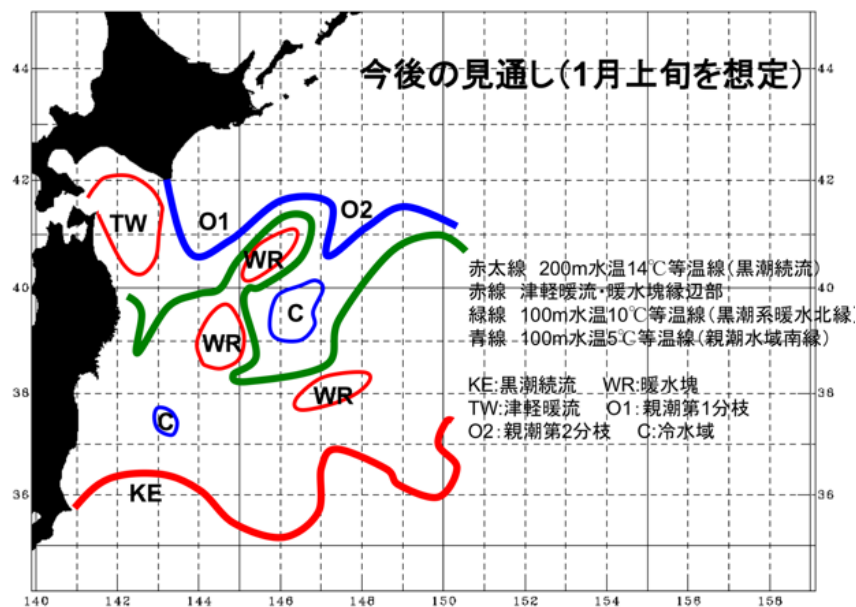 今後の見通し(1月上旬を想定)
44
42
40
38
36
TW
O1
O2
WR
C
WR
WR
C
KE
赤太線 200m水温14℃等温線(黒潮続流)
赤線 津軽暖流・暖水塊縁辺部
緑線 100m水温10℃等温線(黒潮系暖水北縁)
青線 100m水温5℃等温線(親潮水域南縁)
KE:黒潮続流 WR:暖水塊
TW:津軽暖流 O1:親潮第1分枝
O2:親潮第2分枝 C:冷水域
44
42
40
38
36
140 142 144 146 148 150 152 154 156 158